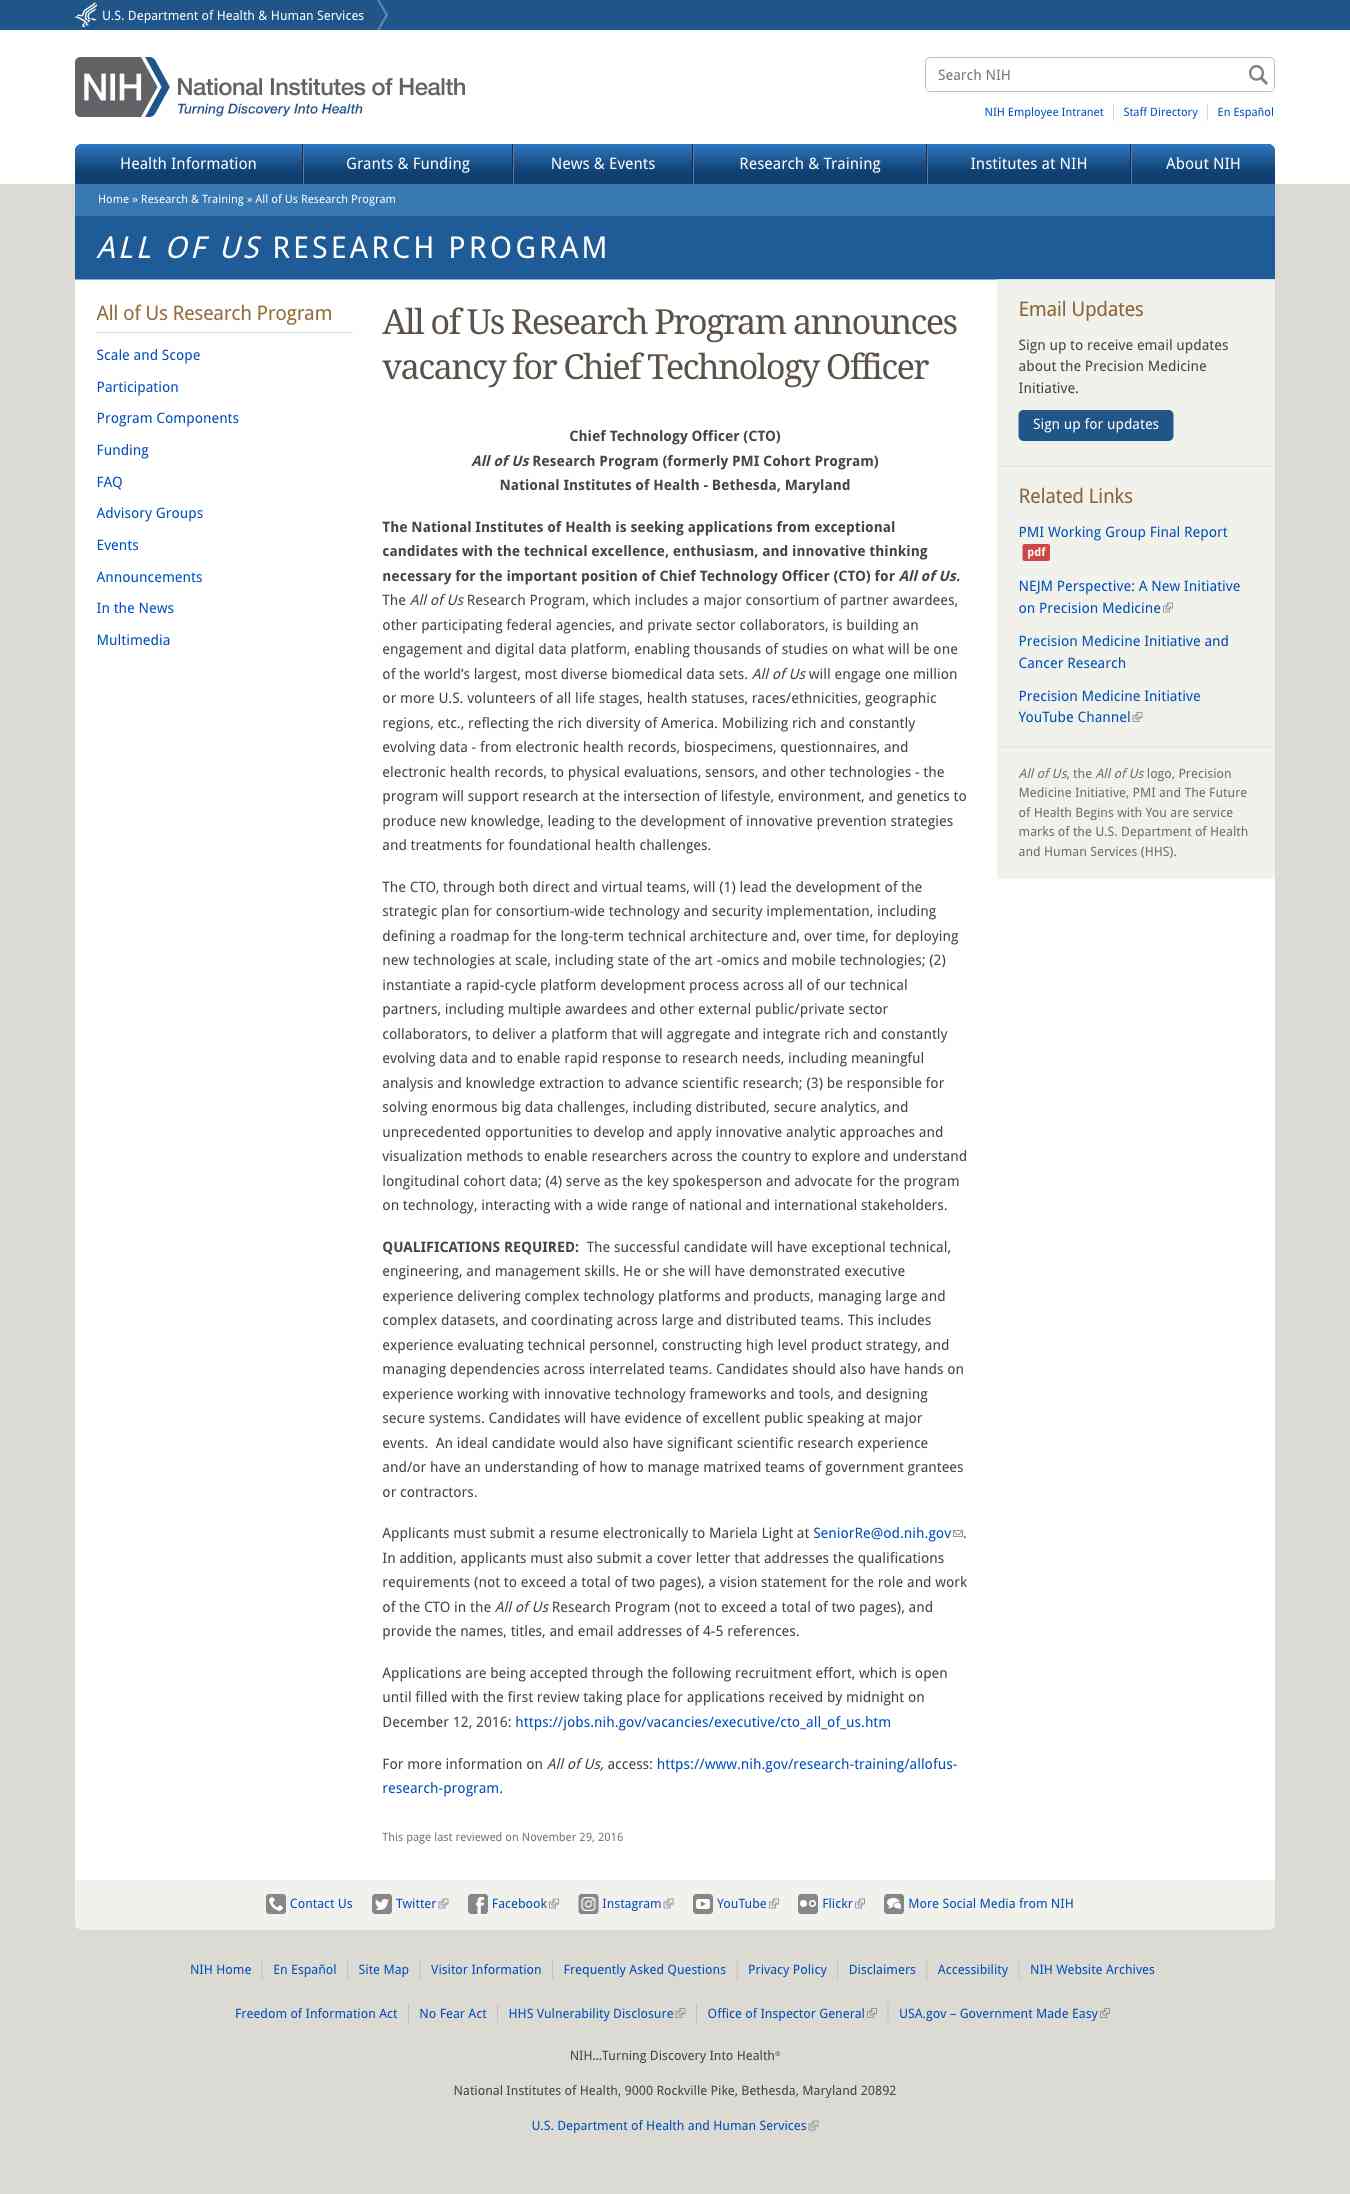 U.S. Department of Health & Human Services
NIH National Institutes of Health
Turning Discovery Into Health
Search NIH
NIH Employee Intranet
Staff Directory
En Español
Health Information
Grants & Funding
News & Events
Research & Training
Institutes at NIH
About NIH
Home » Research & Training » All of Us Research Program
ALL OF US RESEARCH PROGRAM
All of Us Research Program
Scale and Scope
Participation
Program Components
Funding
FAQ
Advisory Groups
Events
Announcements
In the News
Multimedia
All of Us Research Program announces
vacancy for Chief Technology Officer
Chief Technology Officer (CTO)
All of Us Research Program (formerly PMI Cohort Program)
National Institutes of Health - Bethesda, Maryland
The National Institutes of Health is seeking applications from exceptional
candidates with the technical excellence, enthusiasm, and innovative thinking
necessary for the important position of Chief Technology Officer (CTO) for All of Us.
The All of Us Research Program, which includes a major consortium of partner awardees,
other participating federal agencies, and private sector collaborators, is building an
engagement and digital data platform, enabling thousands of studies on what will be one
of the world's largest, most diverse biomedical data sets. All of Us will engage one million
or more U.S. volunteers of all life stages, health statuses, races/ethnicities, geographic
regions, etc., reflecting the rich diversity of America. Mobilizing rich and constantly
evolving data - from electronic health records, biospecimens, questionnaires, and
electronic health records, to physical evaluations, sensors, and other technologies - the
program will support research at the intersection of lifestyle, environment, and genetics to
produce new knowledge, leading to the development of innovative prevention strategies
and treatments for foundational health challenges.
The CTO, through both direct and virtual teams, will (1) lead the development of the
strategic plan for consortium-wide technology and security implementation, including
defining a roadmap for the long-term technical architecture and, over time, for deploying
new technologies at scale, including state of the art -omics and mobile technologies; (2)
instantiate a rapid-cycle platform development process across all of our technical
partners, including multiple awardees and other external public/private sector
collaborators, to deliver a platform that will aggregate and integrate rich and constantly
evolving data and to enable rapid response to research needs, including meaningful
analysis and knowledge extraction to advance scientific research; (3) be responsible for
solving enormous big data challenges, including distributed, secure analytics, and
unprecedented opportunities to develop and apply innovative analytic approaches and
visualization methods to enable researchers across the country to explore and understand
longitudinal cohort data; (4) serve as the key spokesperson and advocate for the program
on technology, interacting with a wide range of national and international stakeholders.
QUALIFICATIONS REQUIRED: The successful candidate will have exceptional technical,
engineering, and management skills. He or she will have demonstrated executive
experience delivering complex technology platforms and products, managing large and
complex datasets, and coordinating across large and distributed teams. This includes
experience evaluating technical personnel, constructing high level product strategy, and
managing dependencies across interrelated teams. Candidates should also have hands on
experience working with innovative technology frameworks and tools, and designing
secure systems. Candidates will have evidence of excellent public speaking at major
events. An ideal candidate would also have significant scientific research experience
and/or have an understanding of how to manage matrixed teams of government grantees
or contractors.
Applicants must submit a resume electronically to Mariela Light at SeniorRe@od.nih.gov.
In addition, applicants must also submit a cover letter that addresses the qualifications
requirements (not to exceed a total of two pages), a vision statement for the role and work
of the CTO in the All of Us Research Program (not to exceed a total of two pages), and
provide the names, titles, and email addresses of 4-5 references.
Applications are being accepted through the following recruitment effort, which is open
until filled with the first review taking place for applications received by midnight on
December 12, 2016: https://jobs.nih.gov/vacancies/executive/cto_all_of_us.htm
For more information on All of Us, access: https://www.nih.gov/research-training/allofus-
research-program.
This page last reviewed on November 29, 2016
Email Updates
Sign up to receive email updates
about the Precision Medicine
Initiative.
Sign up for updates
Related Links
PMI Working Group Final Report
pdf
NEJM Perspective: A New Initiative
on Precision Medicine
Precision Medicine Initiative and
Cancer Research
Precision Medicine Initiative
YouTube Channel
All of Us, the All of Us logo, Precision
Medicine Initiative, PMI and The Future
of Health Begins with You are service
marks of the U.S. Department of Health
and Human Services (HHS).
Contact Us
Twitter
Facebook
Instagram
YouTube
Flickr
More Social Media from NIH
NIH Home
En Español
Site Map
Visitor Information
Frequently Asked Questions
Privacy Policy
Disclaimers
Accessibility
NIH Website Archives
Freedom of Information Act
No Fear Act
HHS Vulnerability Disclosure
Office of Inspector General
USA.gov – Government Made Easy
NIH…Turning Discovery Into Health®
National Institutes of Health, 9000 Rockville Pike, Bethesda, Maryland 20892
U.S. Department of Health and Human Services